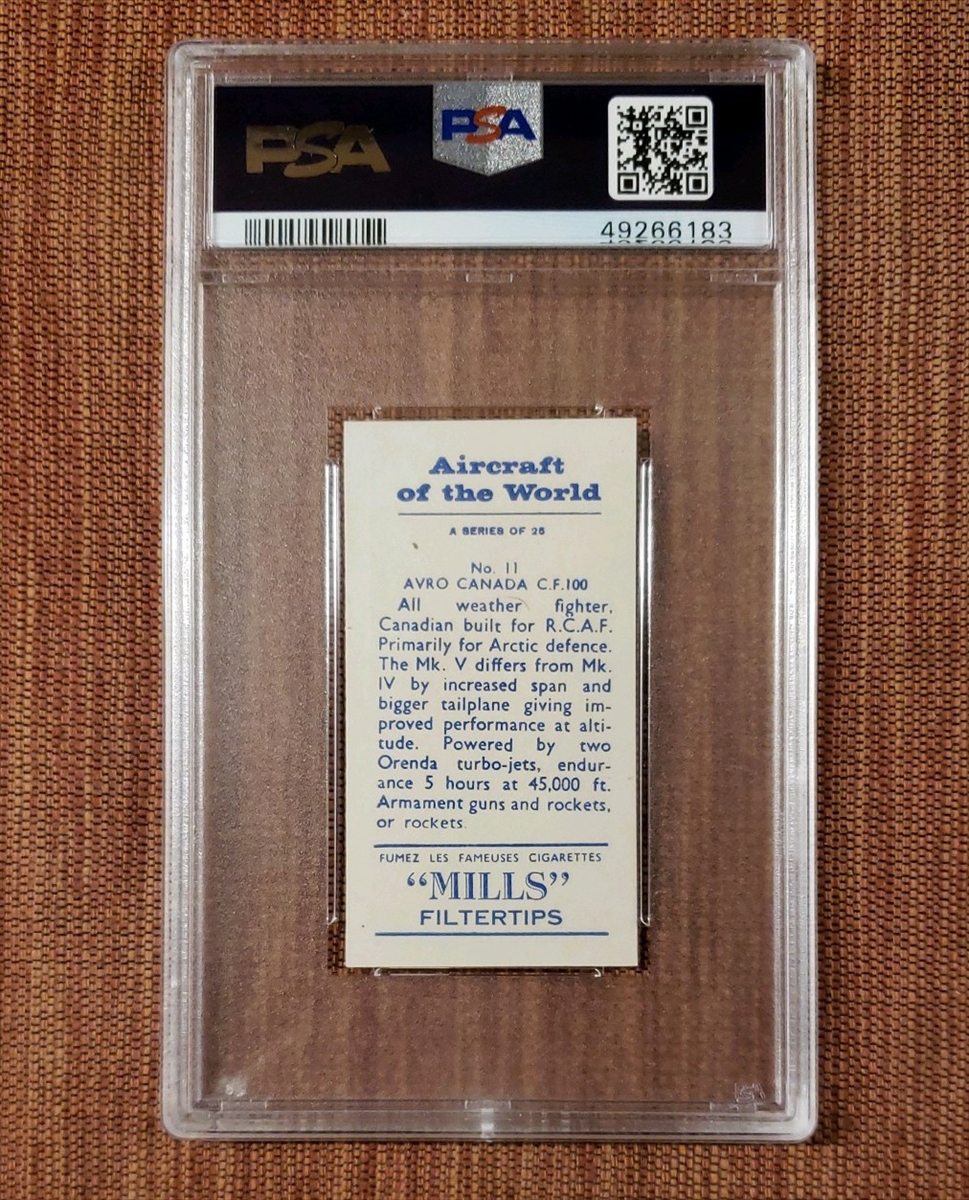 PSA
PSA
49266183
Aircraft
of the World
A SERIES OF 25
No. 11
AVRO CANADA C.F.100
All weather fighter,
Canadian built for R.C.A.F.
Primarily for Arctic defence.
The Mk. V differs from Mk.
IV by increased span and
bigger tailplane giving im-
proved performance at alti-
tude. Powered by two
Orenda turbo-jets, endur-
ance 5 hours at 45,000 ft.
Armament guns and rockets,
or rockets.
FUMEZ LES FAMEUSES CIGARETTES
“MILLS”
FILTERTIPS